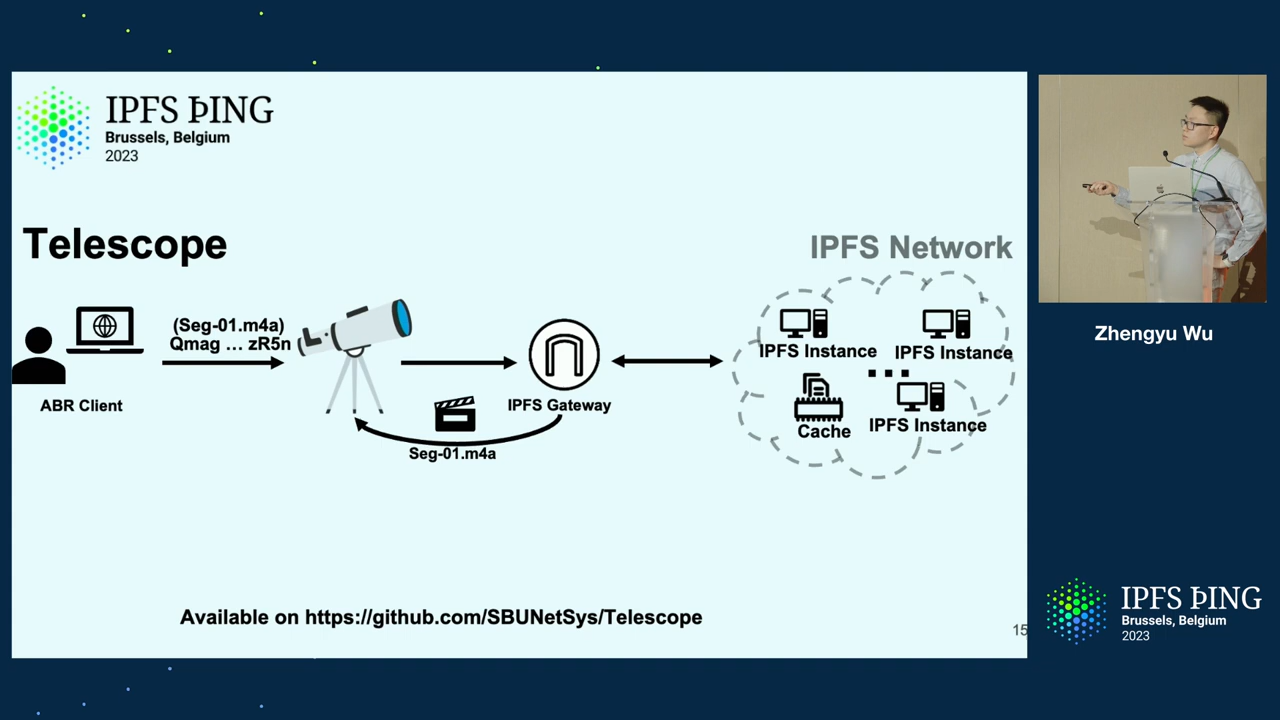 IPFS ÞING
Brussels, Belgium
2023
Telescope
IPFS Network
(Seg-01.m4a)
Qmag ... zR5n
ABR Client
IPFS Gateway
Seg-01.m4a
IPFS Instance
IPFS Instance
Cache
IPFS Instance
Available on https://github.com/SBUNetSys/Telescope
15
Zhengyu Wu
IPFS ÞING
Brussels, Belgium
2023